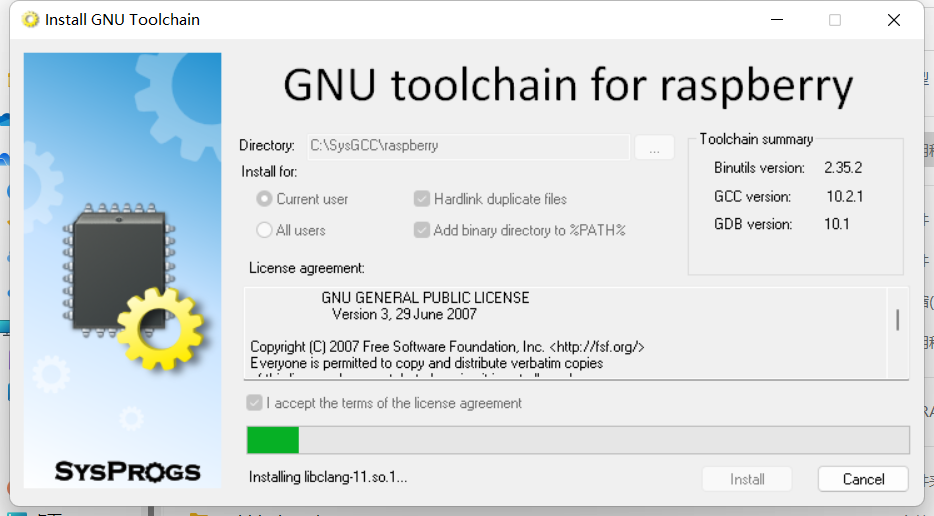 Install GNU Toolchain
GNU toolchain for raspberry
Directory: C:\SysGCC\raspberry ...
Install for:
Current user
Hardlink duplicate files
All users
Add binary directory to %PATH%
Toolchain summary
Binutils version: 2.35.2
GCC version: 10.2.1
GDB version: 10.1
License agreement:
GNU GENERAL PUBLIC LICENSE
Version 3, 29 June 2007
Copyright (C) 2007 Free Software Foundation, Inc. <http://fsf.org/>
Everyone is permitted to copy and distribute verbatim copies
I accept the terms of the license agreement
SYSPROGS
Installing libclang-11.so.1...
Install
Cancel